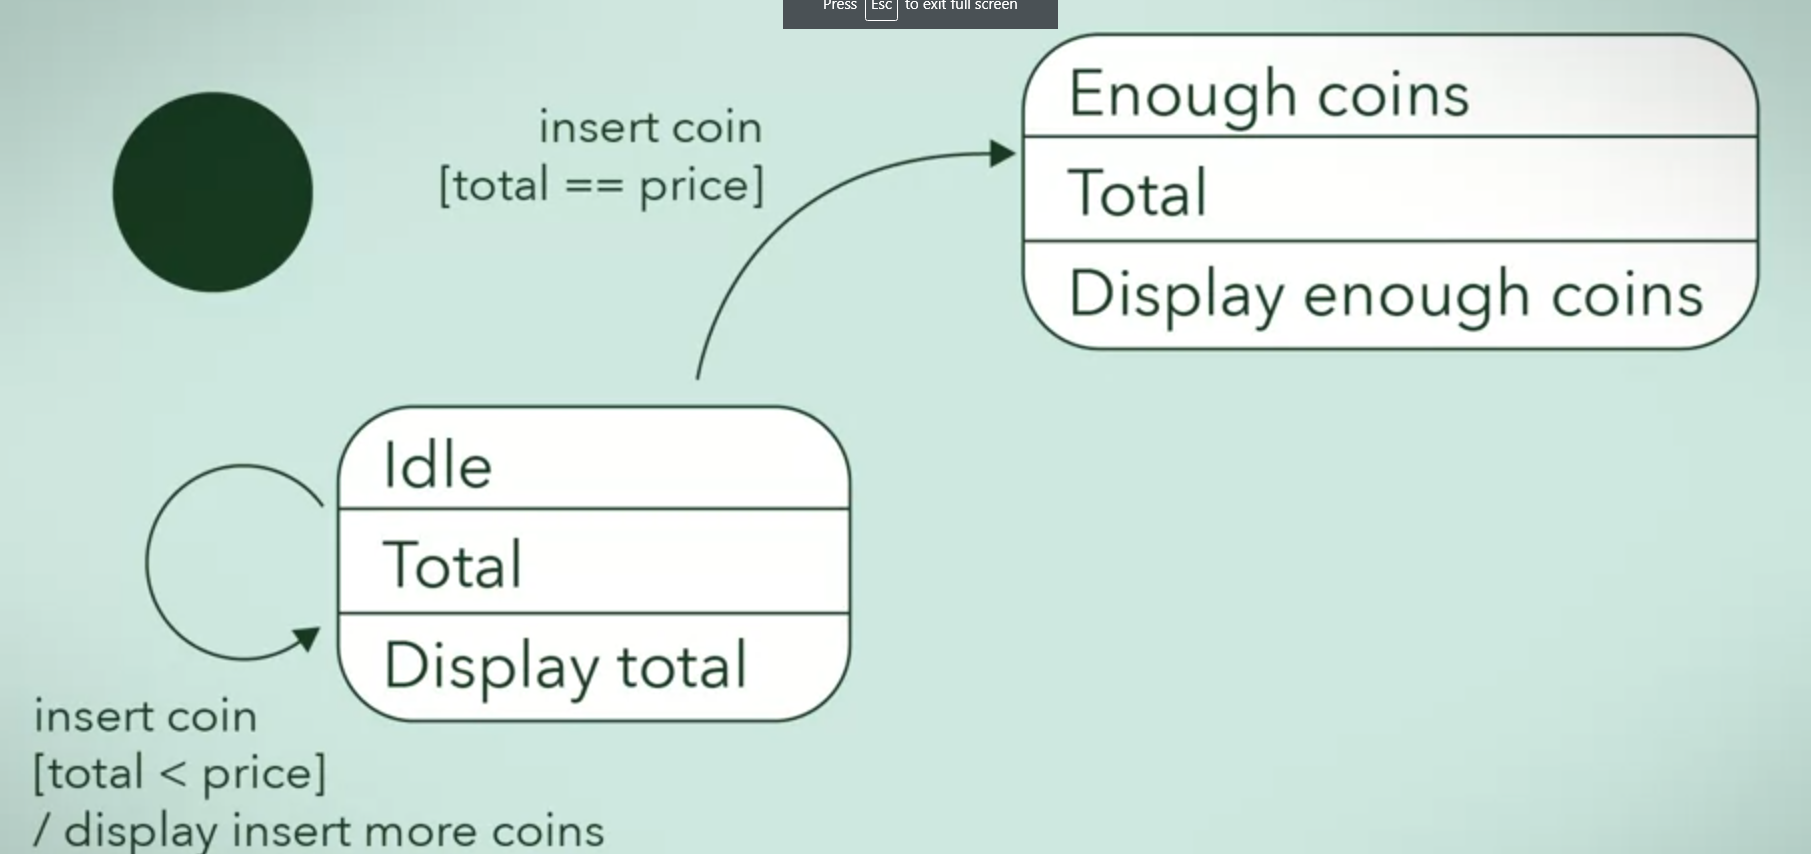 Press Esc to exit full screen
insert coin
[total == price]
Enough coins
Total
Display enough coins
Idle
Total
Display total
insert coin
[total < price]
/ display insert more coins